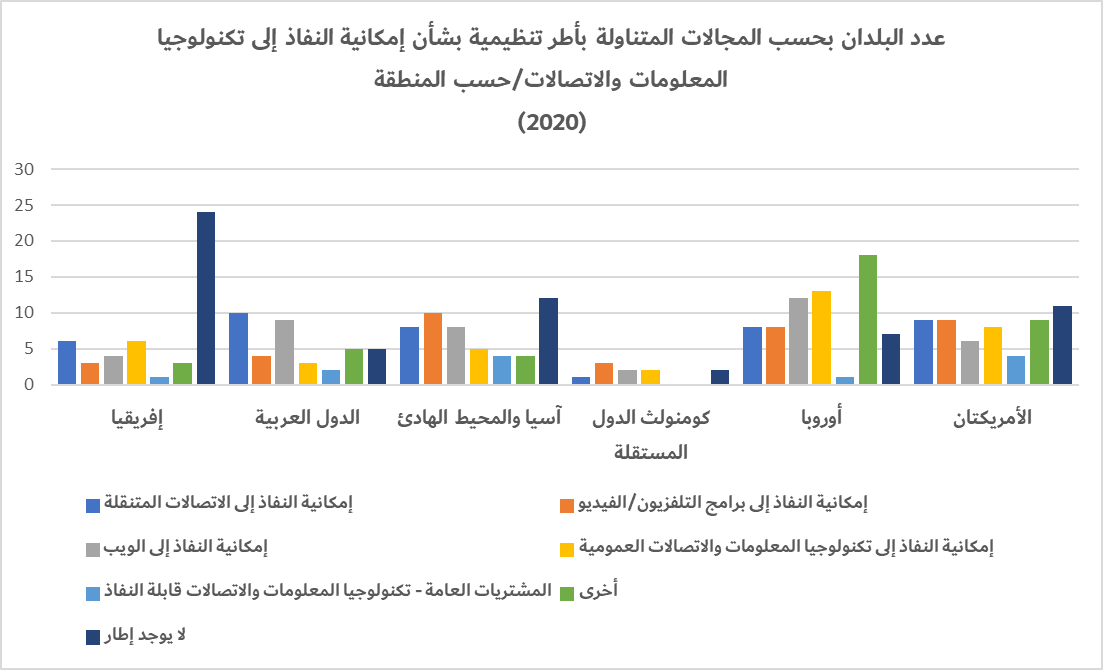 عدد البلدان بحسب المجالات المتناولة بأطر تنظيمية بشأن إمكانية النفاذ إلى تكنولوجيا
المعلومات والاتصالات/حسب المنطقة
(2020)
30
25
20
15
10
5
0
إفريقيا
الدول العربية
آسيا والمحيط الهادئ
كومنولث الدول
المستقلة
أوروبا
الأمريكتان
إمكانية النفاذ إلى الاتصالات المتنقلة
إمكانية النفاذ إلى برامج التلفزيون/الفيديو
إمكانية النفاذ إلى الويب
إمكانية النفاذ إلى تكنولوجيا المعلومات والاتصالات العمومية
المشتريات العامة - تكنولوجيا المعلومات والاتصالات قابلة النفاذ
أخرى
لا يوجد إطار